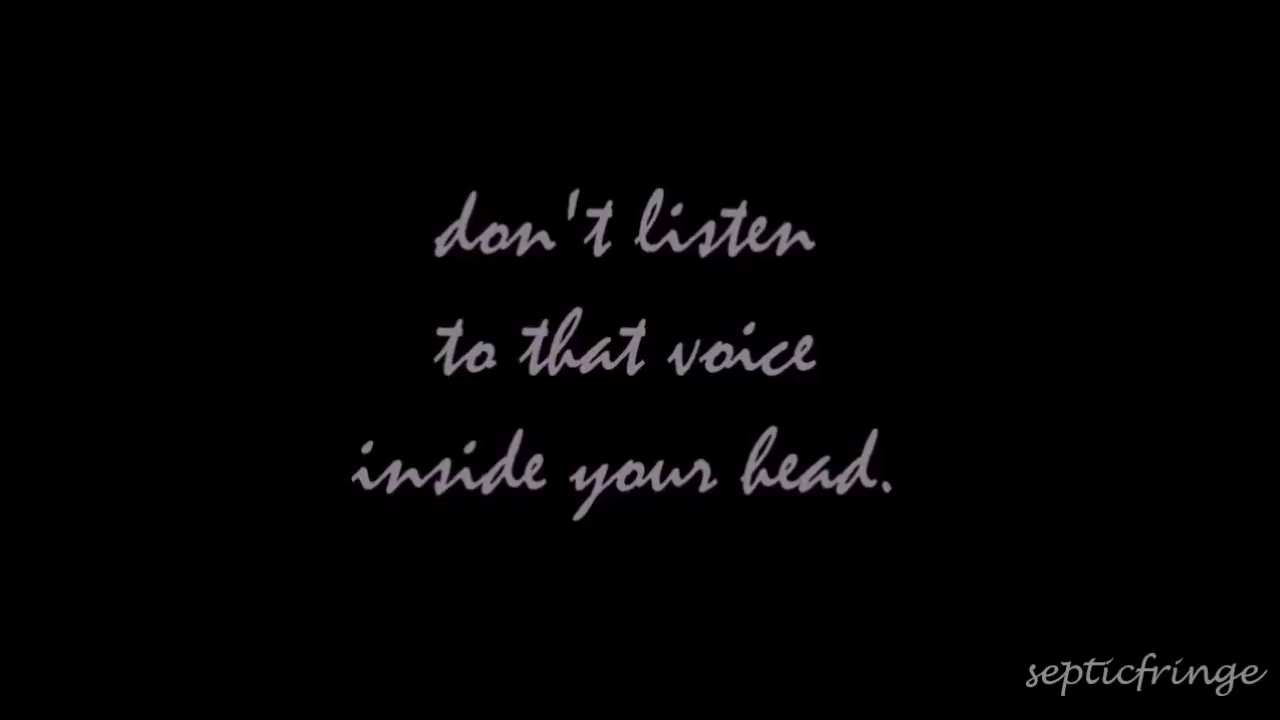 don't listen
to that voice
inside your head.
septicfringe